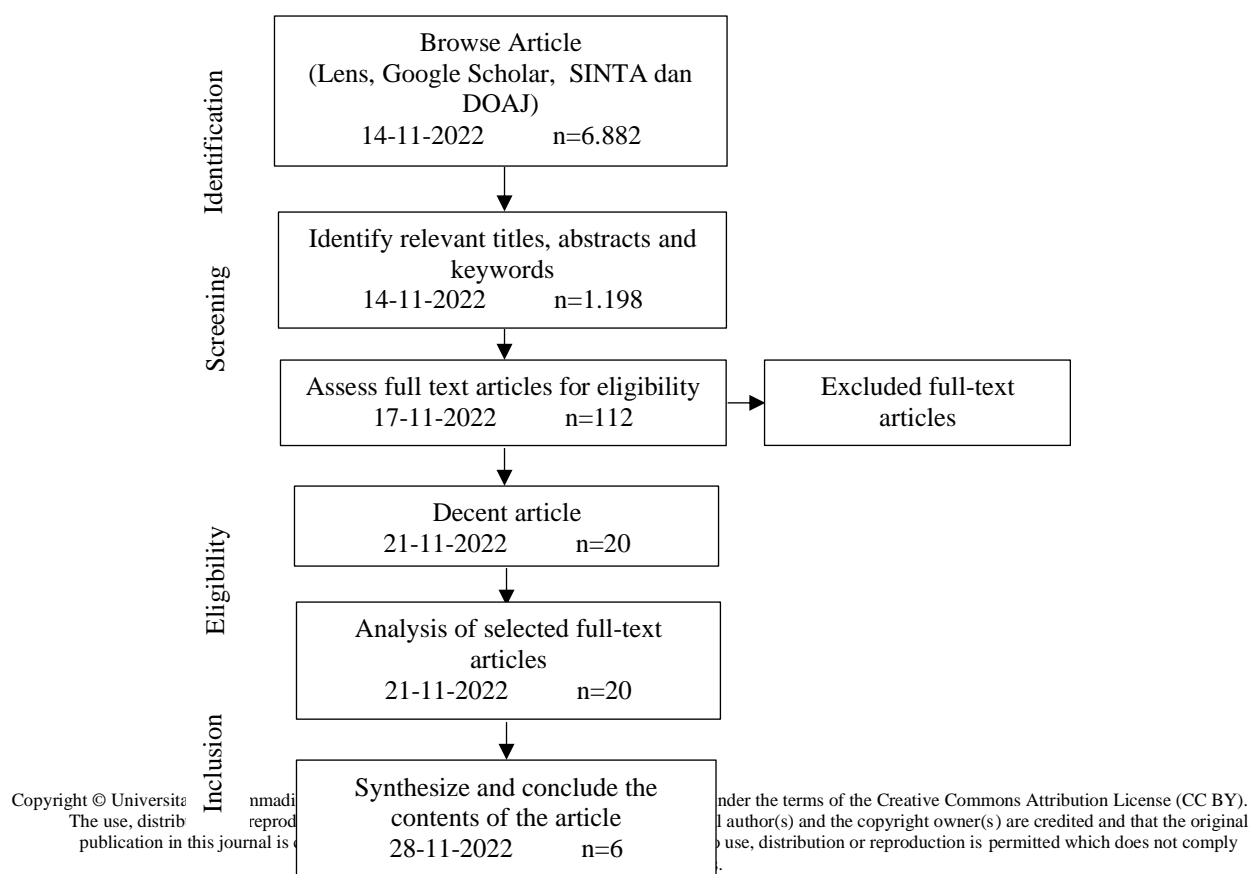 Identification
Browse Article
(Lens, Google Scholar, SINTA dan
DOAJ)
14-11-2022 n=6.882
Screening
Identify relevant titles, abstracts and
keywords
14-11-2022 n=1.198
Assess full text articles for eligibility
17-11-2022 n=112
Excluded full-text
articles
Eligibility
Decent article
21-11-2022 n=20
Analysis of selected full-text
articles
21-11-2022 n=20
Inclusion
Synthesize and conclude the
contents of the article
28-11-2022 n=6
Copyright © under the terms of the Creative Commons Attribution License (CC BY).
The use, author(s) and the copyright owner(s) are credited and that the original
publication in this journal is use, distribution or reproduction is permitted which does not comply